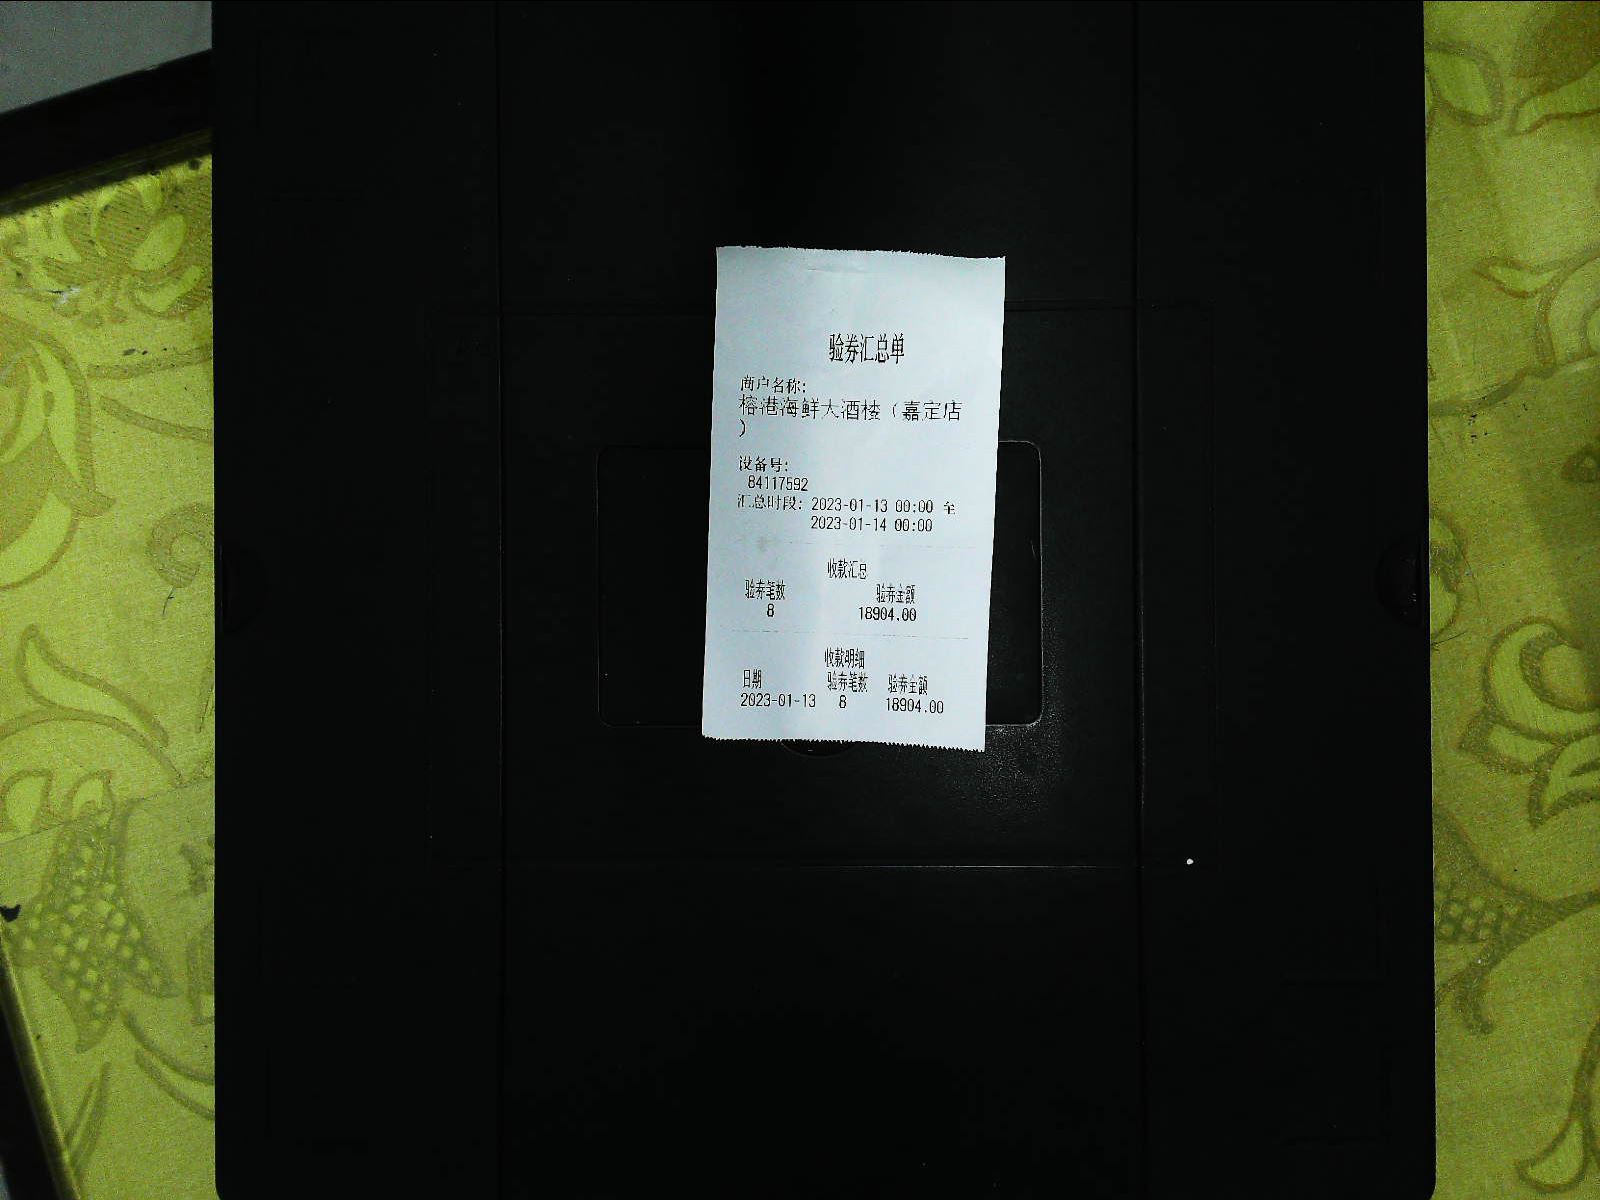 验券汇总单
商户名称:
榕港海鲜大酒楼（嘉定店
）
设备号:
84117592
汇总时段: 2023-01-13 00:00 至
2023-01-14 00:00
收款汇总
验券笔数 验券金额
8 18904.00
收款明细
日期 验券笔数 验券金额
2023-01-13 8 18904.00